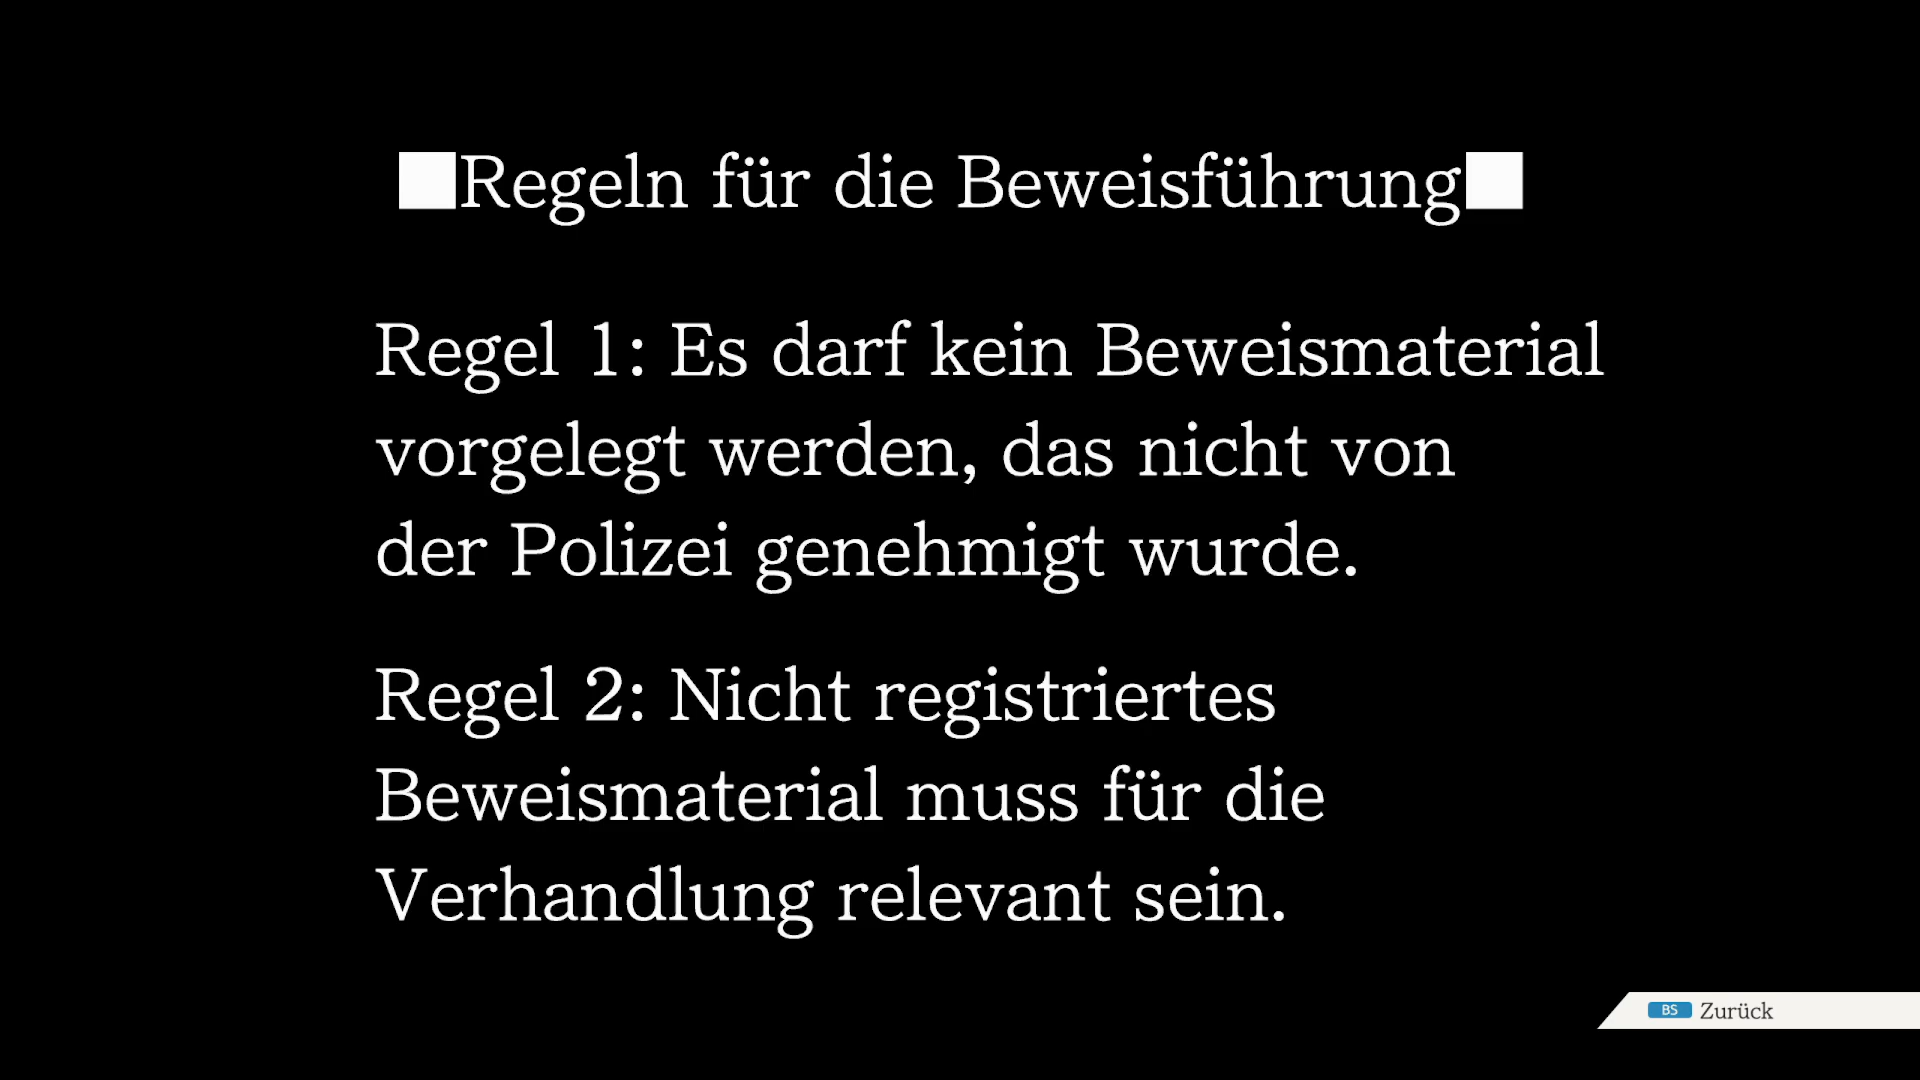 ■Regeln für die Beweisführung■
Regel 1: Es darf kein Beweismaterial
vorgelegt werden, das nicht von
der Polizei genehmigt wurde.
Regel 2: Nicht registriertes
Beweismaterial muss für die
Verhandlung relevant sein.
BS Zurück